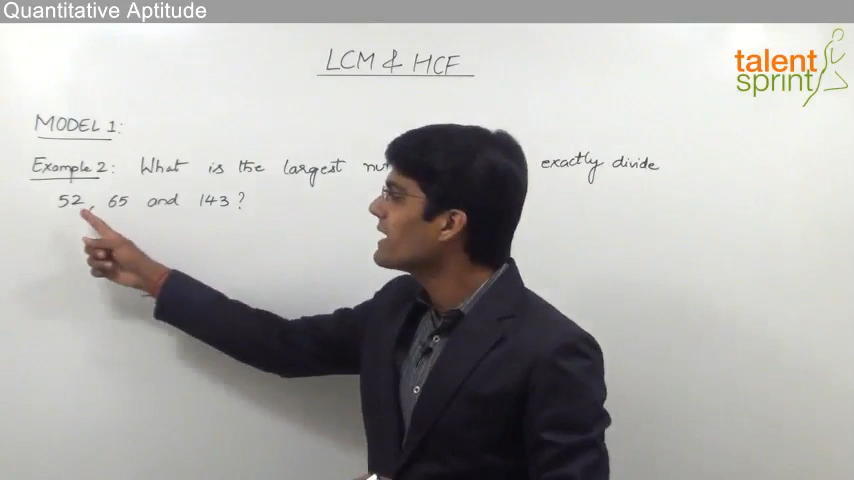 Quantitative Aptitude
LCM & HCF
talent
sprint
MODEL 1:
Example 2: What is the largest exactly divide
52, 65 and 143?